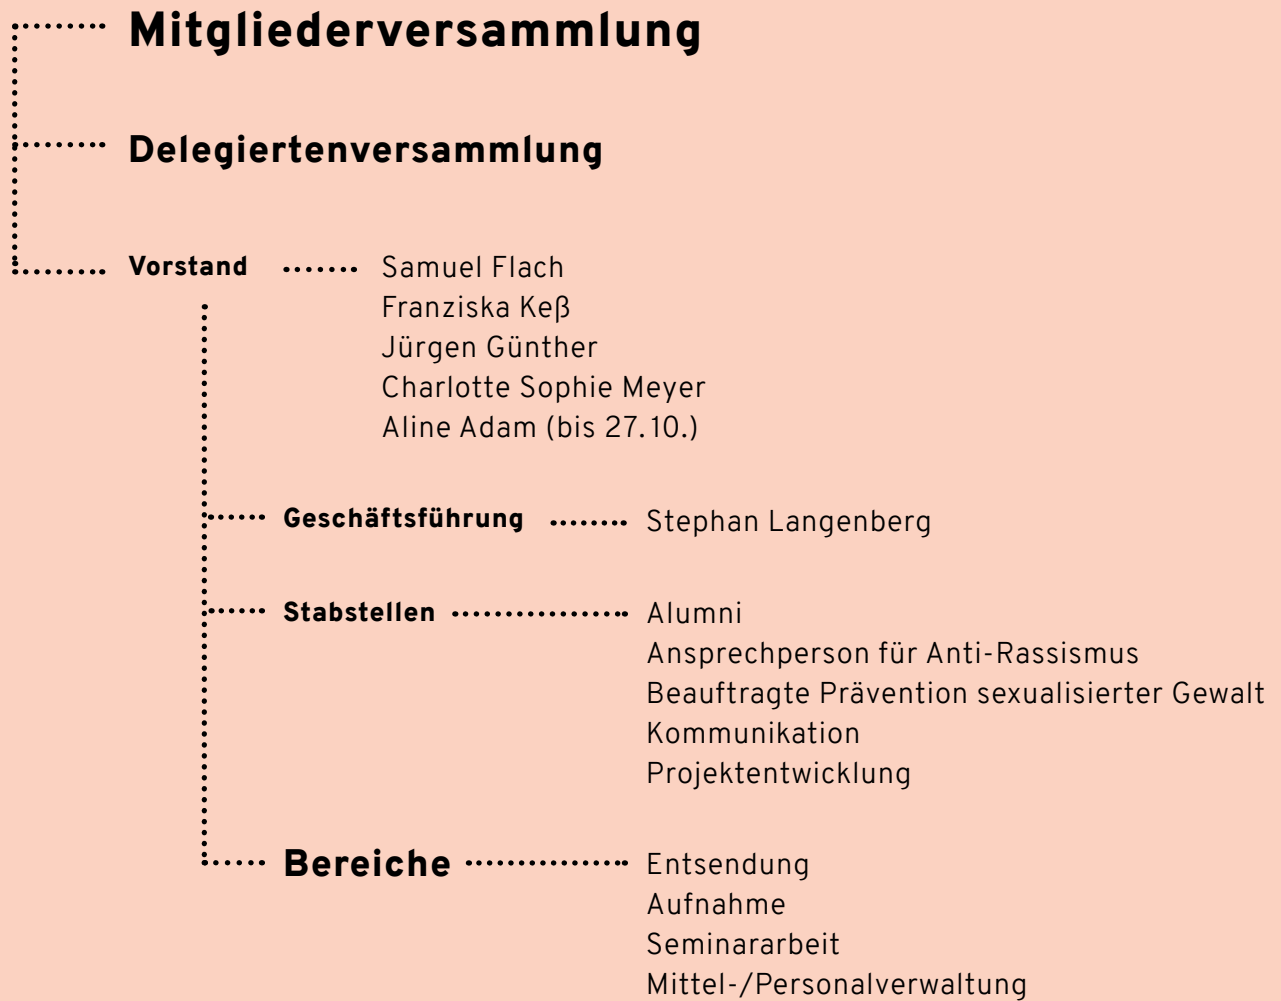 Mitgliederversammlung
Delegiertenversammlung
Vorstand Samuel Flach
Franziska Keß
Jürgen Günther
Charlotte Sophie Meyer
Aline Adam (bis 27.10.)
Geschäftsführung Stephan Langenberg
Stabstellen Alumni
Ansprechperson für Anti-Rassismus
Beauftragte Prävention sexualisierter Gewalt
Kommunikation
Projektentwicklung
Bereiche Entsendung
Aufnahme
Seminararbeit
Mittel-/Personalverwaltung